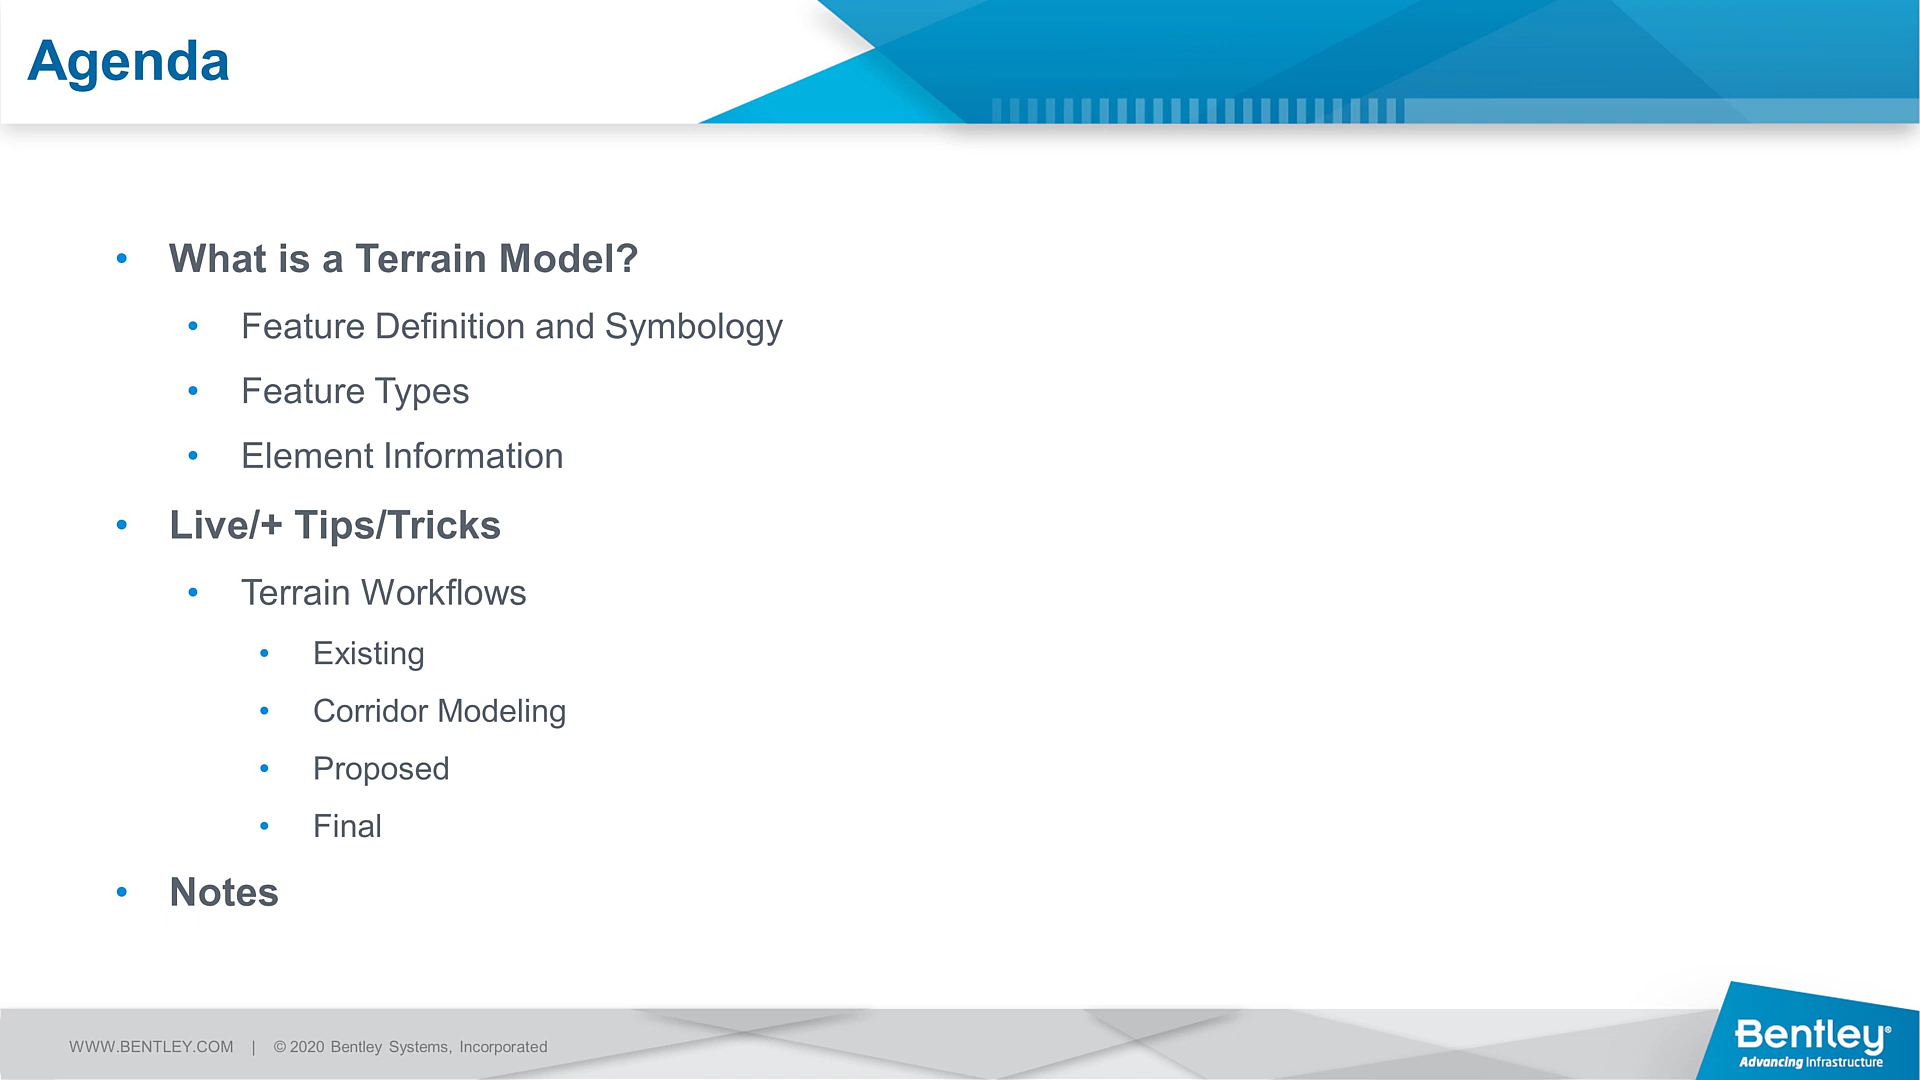 Agenda
• What is a Terrain Model?
• Feature Definition and Symbology
• Feature Types
• Element Information
• Live/+ Tips/Tricks
• Terrain Workflows
• Existing
• Corridor Modeling
• Proposed
• Final
• Notes
WWW.BENTLEY.COM | © 2020 Bentley Systems, Incorporated
Bentley®
Advancing Infrastructure